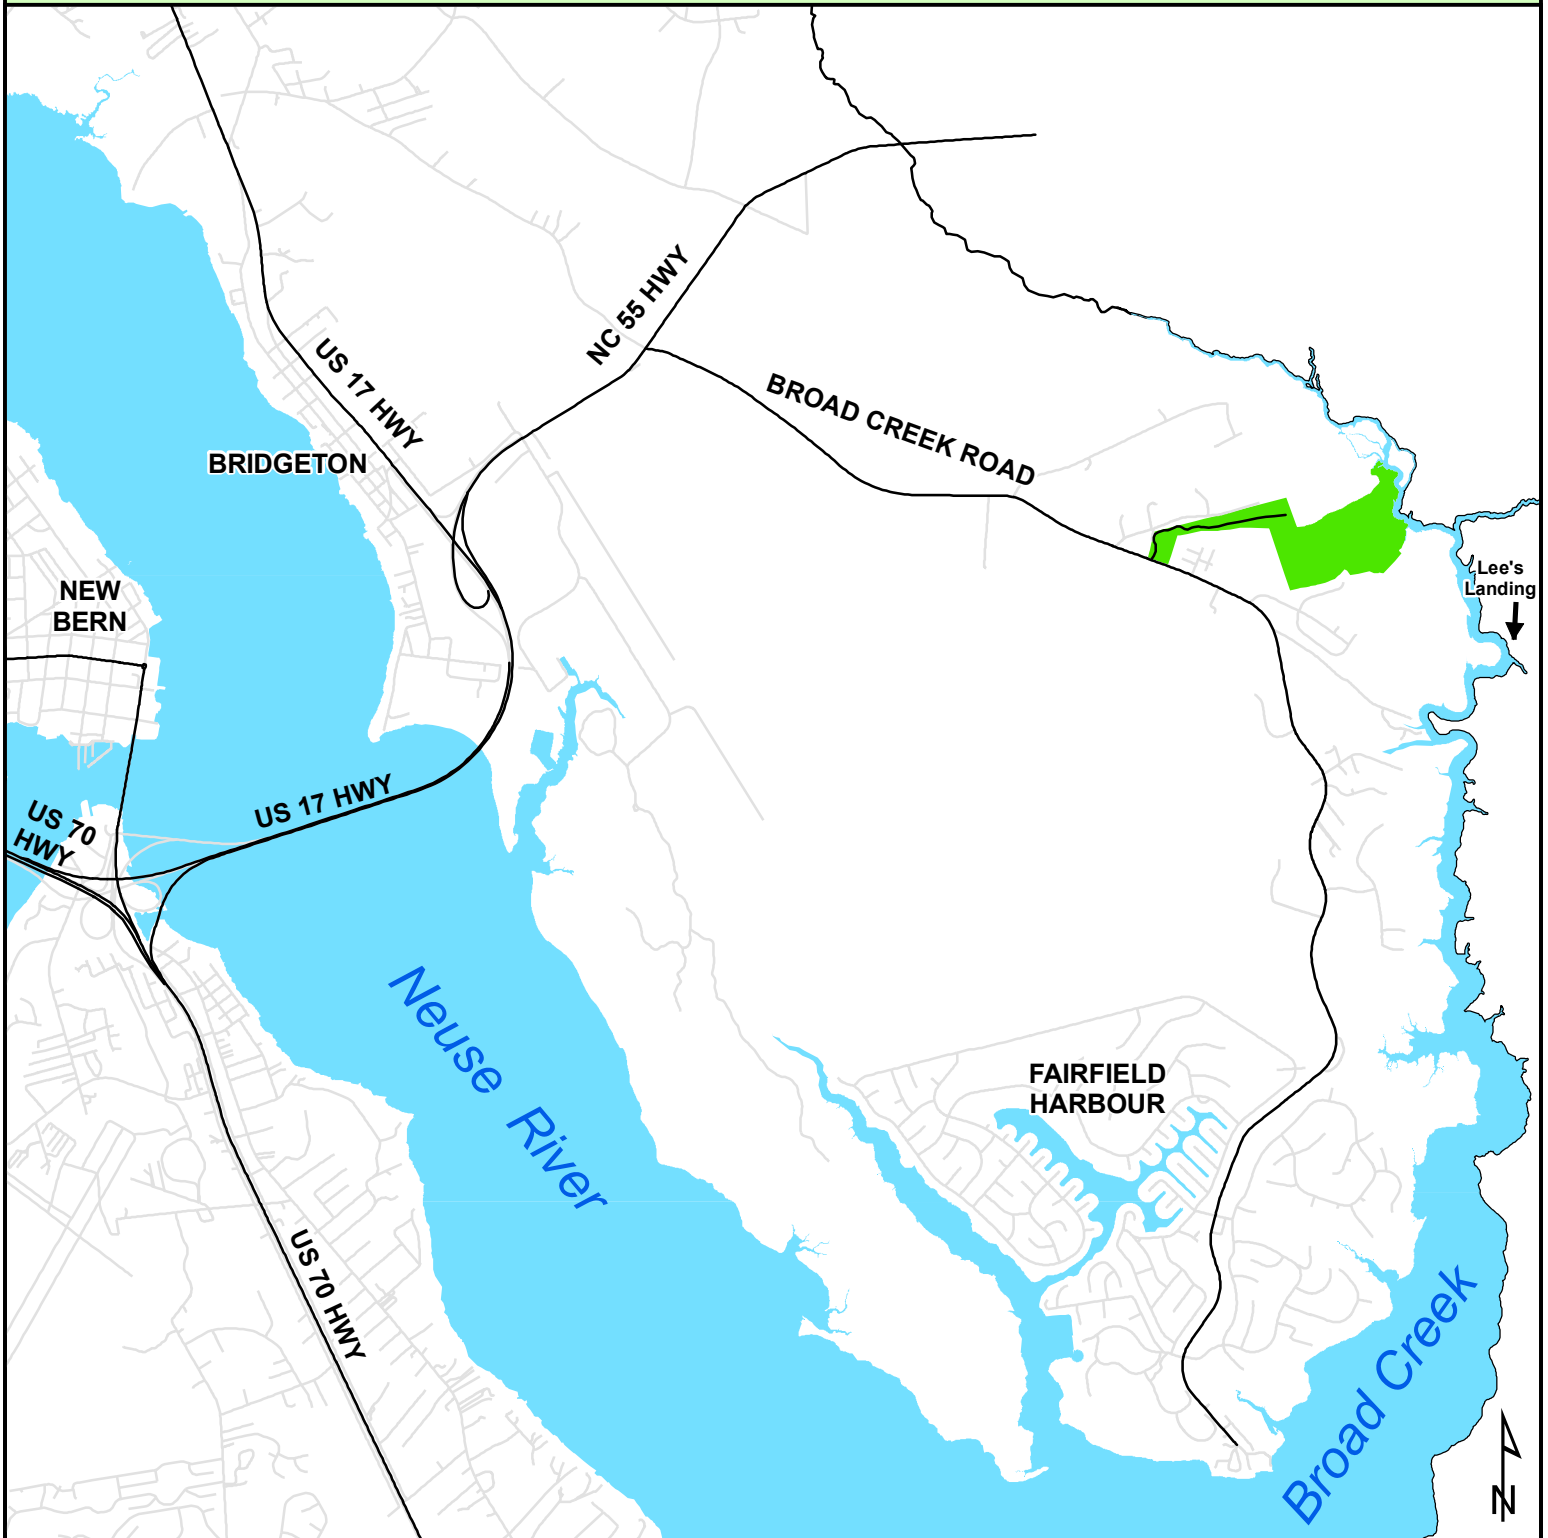 NC 55 HWY
US 17 HWY
BROAD CREEK ROAD
BRIDGETON
NEW
BERN
Lee's
Landing
US 17 HWY
US 70
HWY
Neuse River
FAIRFIELD
HARBOUR
US 70 HWY
Broad Creek
N